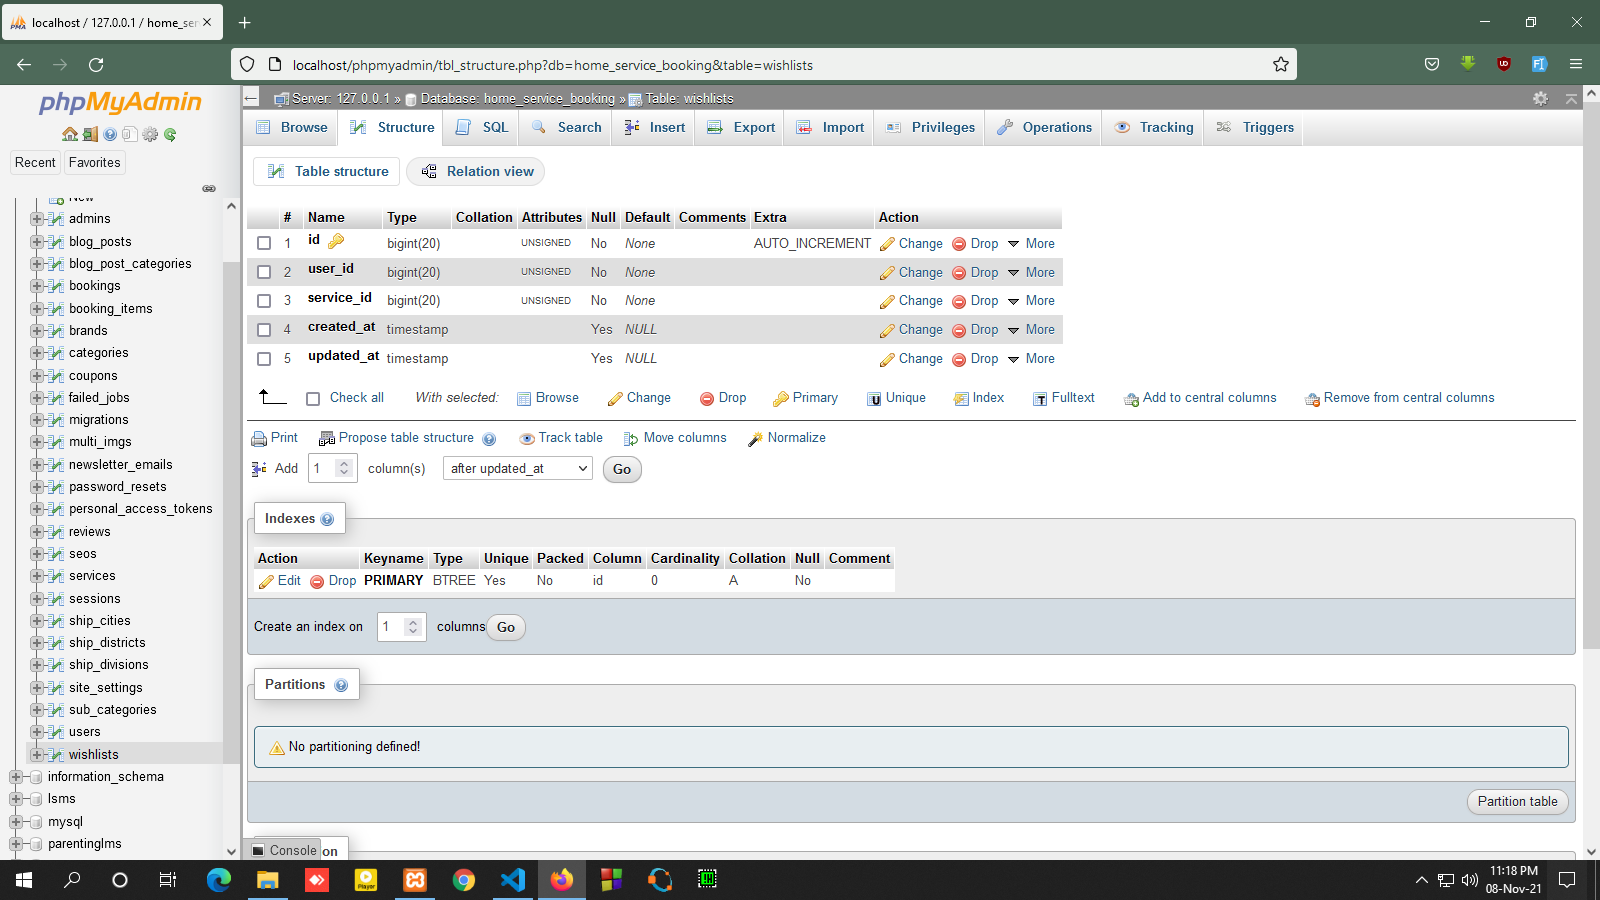 localhost / 127.0.0.1 / home_ser
localhost/phpmyadmin/tbl_structure.php?db=home_service_booking&table=wishlists
phpMyAdmin
Recent Favorites
New
admins
blog_posts
blog_post_categories
bookings
booking_items
brands
categories
coupons
failed_jobs
migrations
multi_imgs
newsletter_emails
password_resets
personal_access_tokens
reviews
seos
services
sessions
ship_cities
ship_districts
ship_divisions
site_settings
sub_categories
users
wishlists
information_schema
lsms
mysql
parentinglms
Server: 127.0.0.1 » Database: home_service_booking » Table: wishlists
Browse Structure SQL Search Insert Export Import Privileges Operations Tracking Triggers
Table structure Relation view
# Name Type Collation Attributes Null Default Comments Extra Action
1 id bigint(20) UNSIGNED No None AUTO_INCREMENT Change Drop More
2 user_id bigint(20) UNSIGNED No None Change Drop More
3 service_id bigint(20) UNSIGNED No None Change Drop More
4 created_at timestamp Yes NULL Change Drop More
5 updated_at timestamp Yes NULL Change Drop More
Check all With selected: Browse Change Drop Primary Unique Index Fulltext Add to central columns Remove from central columns
Print Propose table structure Track table Move columns Normalize
Add 1 column(s) after updated_at Go
Indexes
Action Keyname Type Unique Packed Column Cardinality Collation Null Comment
Edit Drop PRIMARY BTREE Yes No id 0 A No
Create an index on 1 columns Go
Partitions
No partitioning defined!
Partition table
Console on
Player
11:18 PM
08-Nov-21